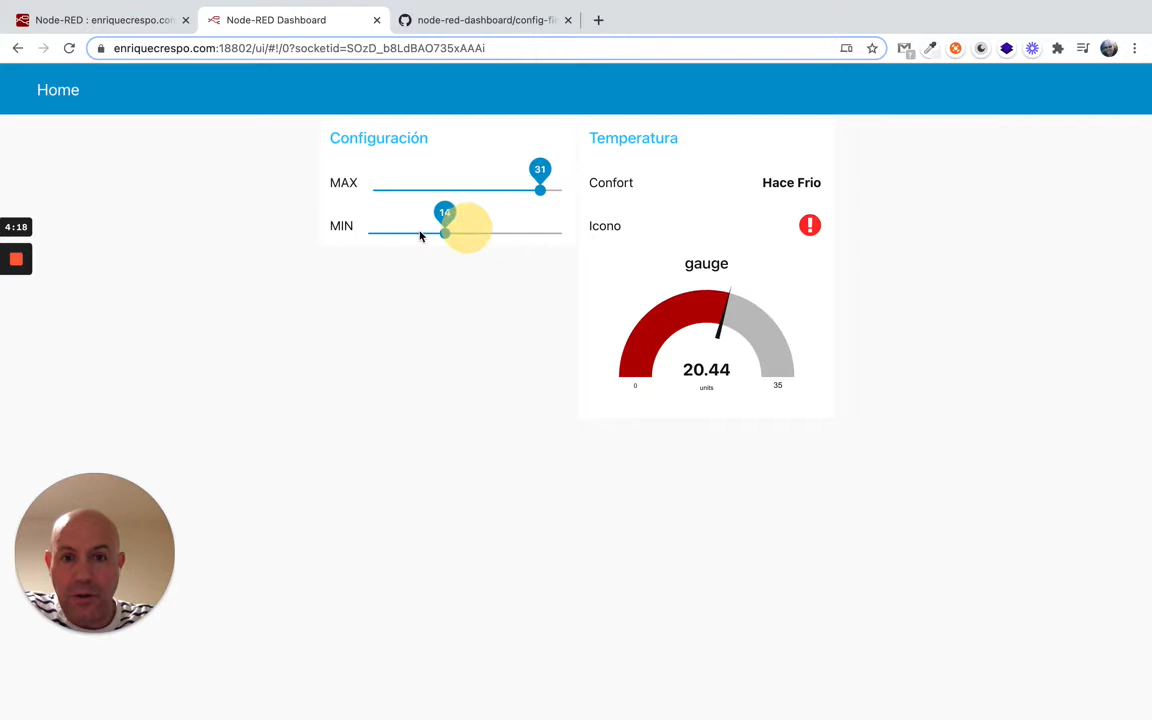 Node-RED : enriquecrespo.con
Node-RED Dashboard
node-red-dashboard/config-fi
enriquecrespo.com:18802/ui/#!/0?socketid=SOzD_b8LdBAO735xAAAi
Home
Configuración
MAX
31
MIN
14
Temperatura
Confort
Hace Frio
Icono
gauge
20.44
units
0
35
4:18